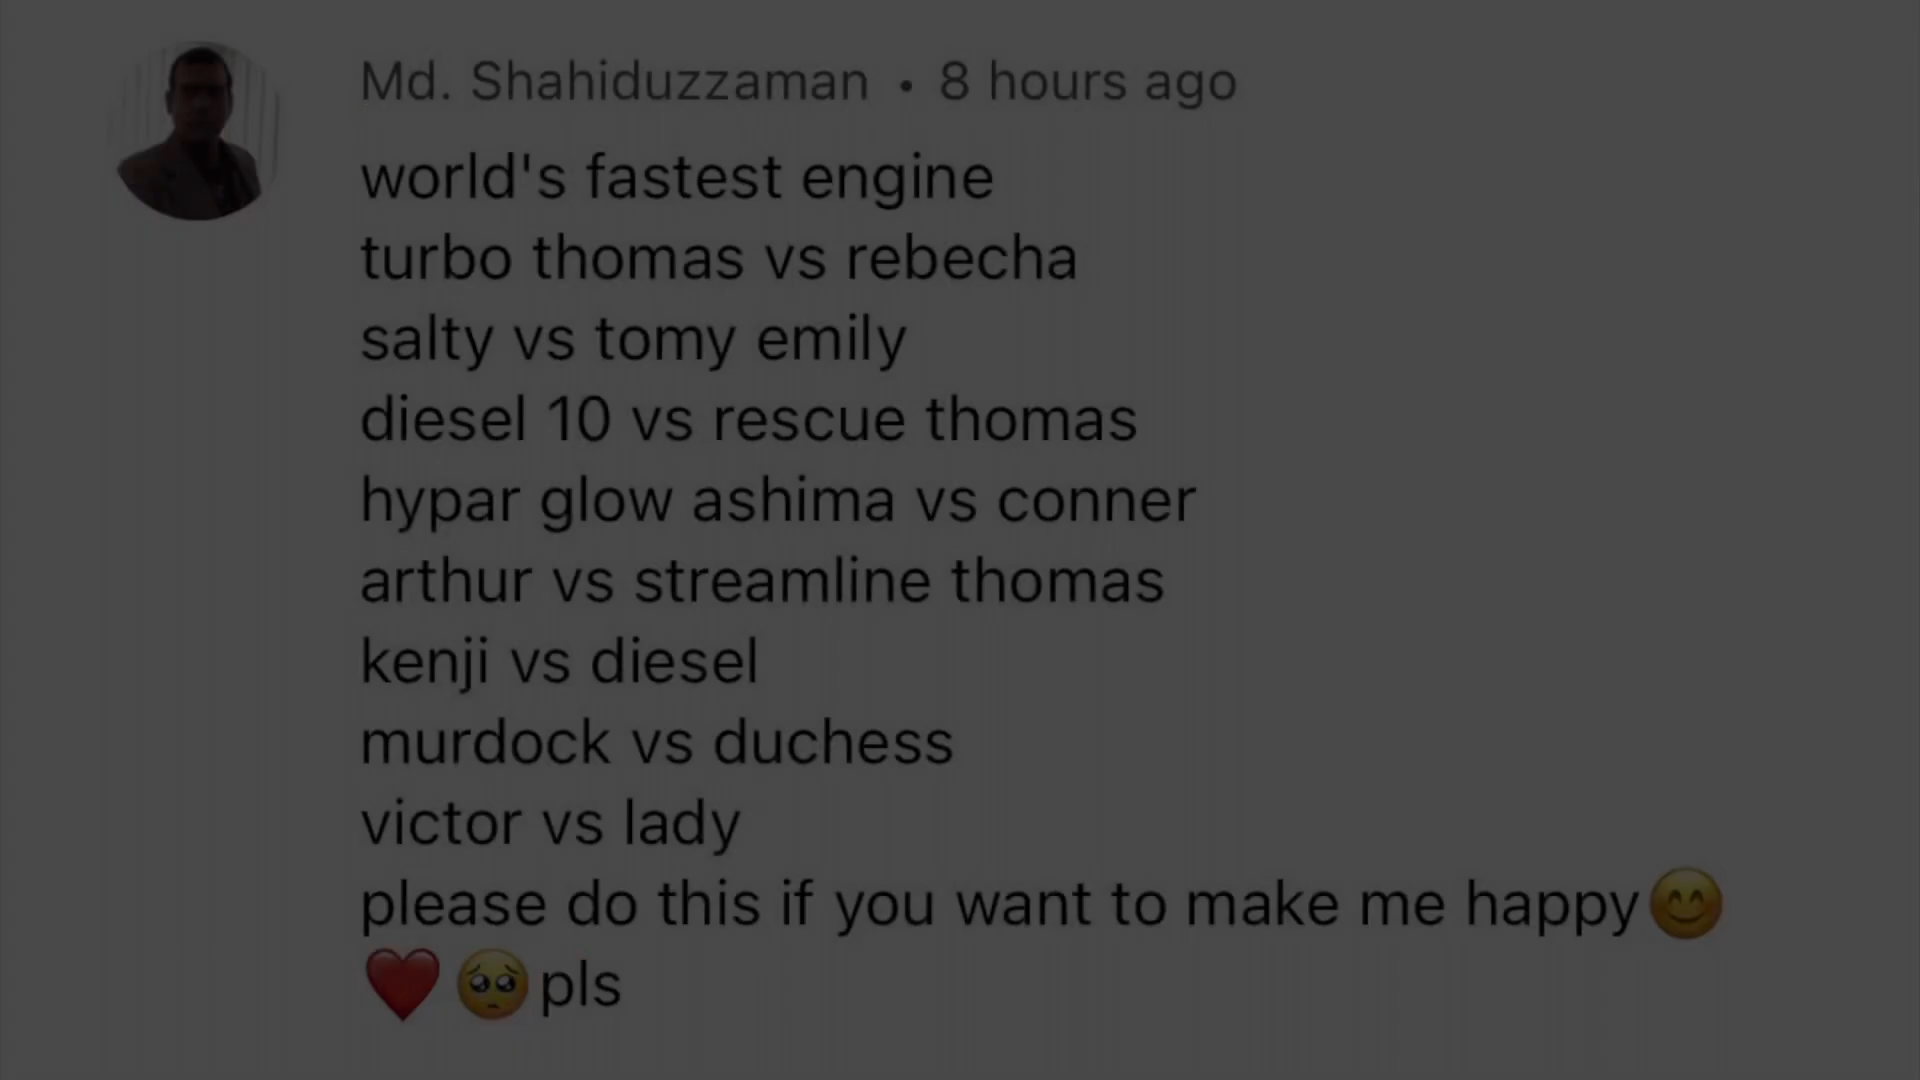 Md. Shahiduzzaman • 8 hours ago
world's fastest engine
turbo thomas vs rebecha
salty vs tomy emily
diesel 10 vs rescue thomas
hypar glow ashima vs conner
arthur vs streamline thomas
kenji vs diesel
murdock vs duchess
victor vs lady
please do this if you want to make me happy😊
❤️ 🥺pls